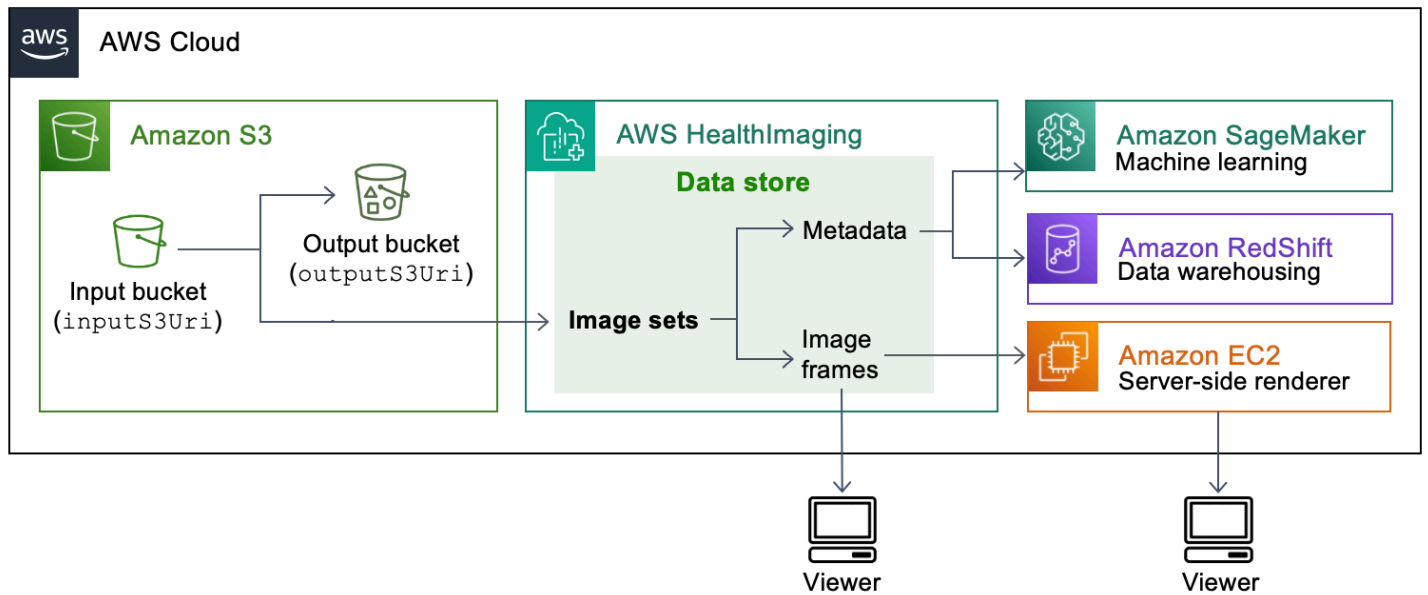 aws
AWS Cloud
Amazon S3
Output bucket
(outputS3Uri)
Input bucket
(inputS3Uri)
AWS HealthImaging
Data store
Metadata
Image sets
Image
frames
Amazon SageMaker
Machine learning
Amazon RedShift
Data warehousing
Amazon EC2
Server-side renderer
Viewer
Viewer